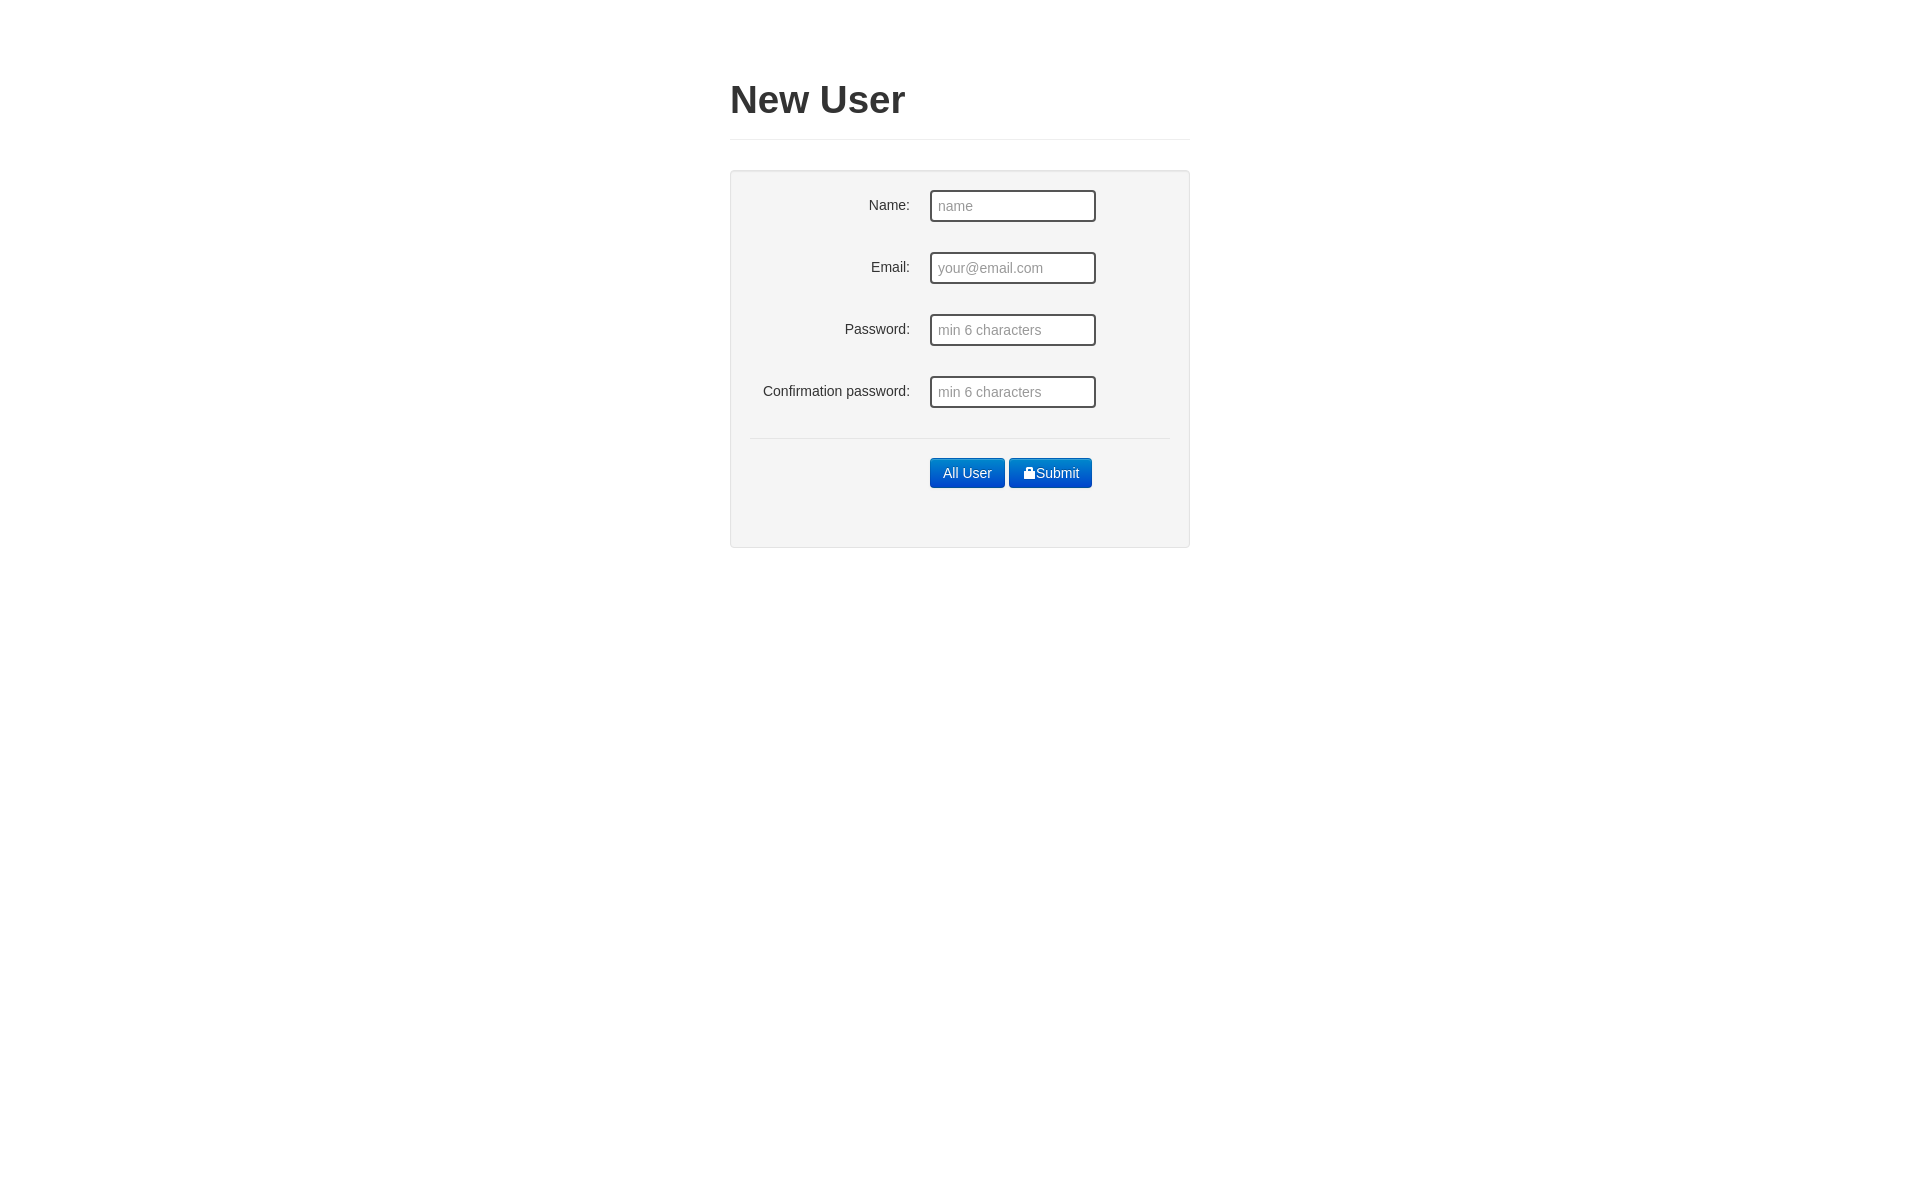 New User
Name: name
Email: your@email.com
Password: min 6 characters
Confirmation password: min 6 characters
All User Submit